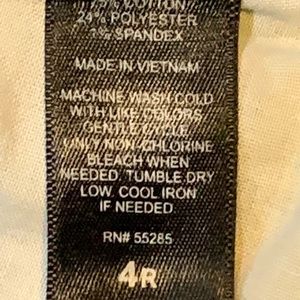 75% COTTON
24% POLYESTER
1% SPANDEX
MADE IN VIETNAM
MACHINE WASH COLD
WITH LIKE COLORS
GENTLE CYCLE
ONLY NON-CHLORINE
BLEACH WHEN
NEEDED. TUMBLE DRY
LOW. COOL IRON
IF NEEDED
RN# 55285
4R